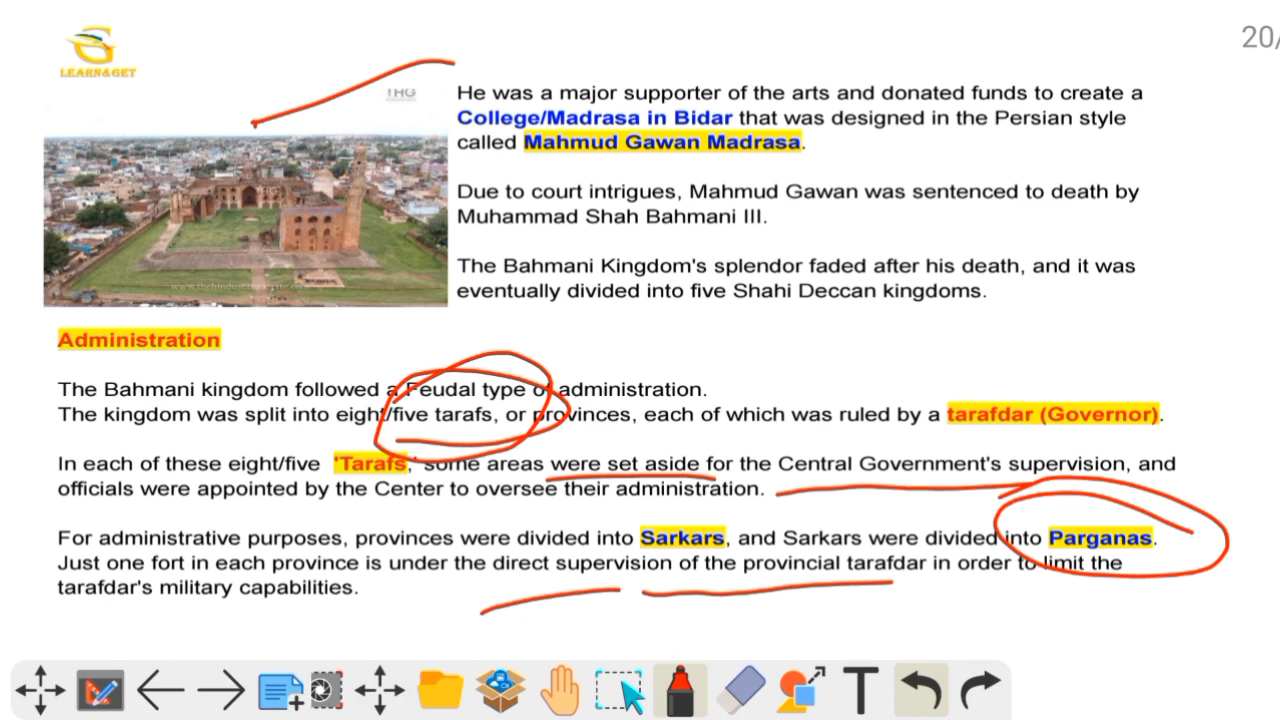 LEARN&GET
20/
THG
He was a major supporter of the arts and donated funds to create a
College/Madrasa in Bidar that was designed in the Persian style
called Mahmud Gawan Madrasa.
Due to court intrigues, Mahmud Gawan was sentenced to death by
Muhammad Shah Bahmani III.
The Bahmani Kingdom's splendor faded after his death, and it was
eventually divided into five Shahi Deccan kingdoms.
Administration
The Bahmani kingdom followed a Feudal type of administration.
The kingdom was split into eight/five tarafs, or provinces, each of which was ruled by a tarafdar (Governor).
In each of these eight/five 'Tarafs,' some areas were set aside for the Central Government's supervision, and
officials were appointed by the Center to oversee their administration.
For administrative purposes, provinces were divided into Sarkars, and Sarkars were divided into Parganas.
Just one fort in each province is under the direct supervision of the provincial tarafdar in order to limit the
tarafdar's military capabilities.
T